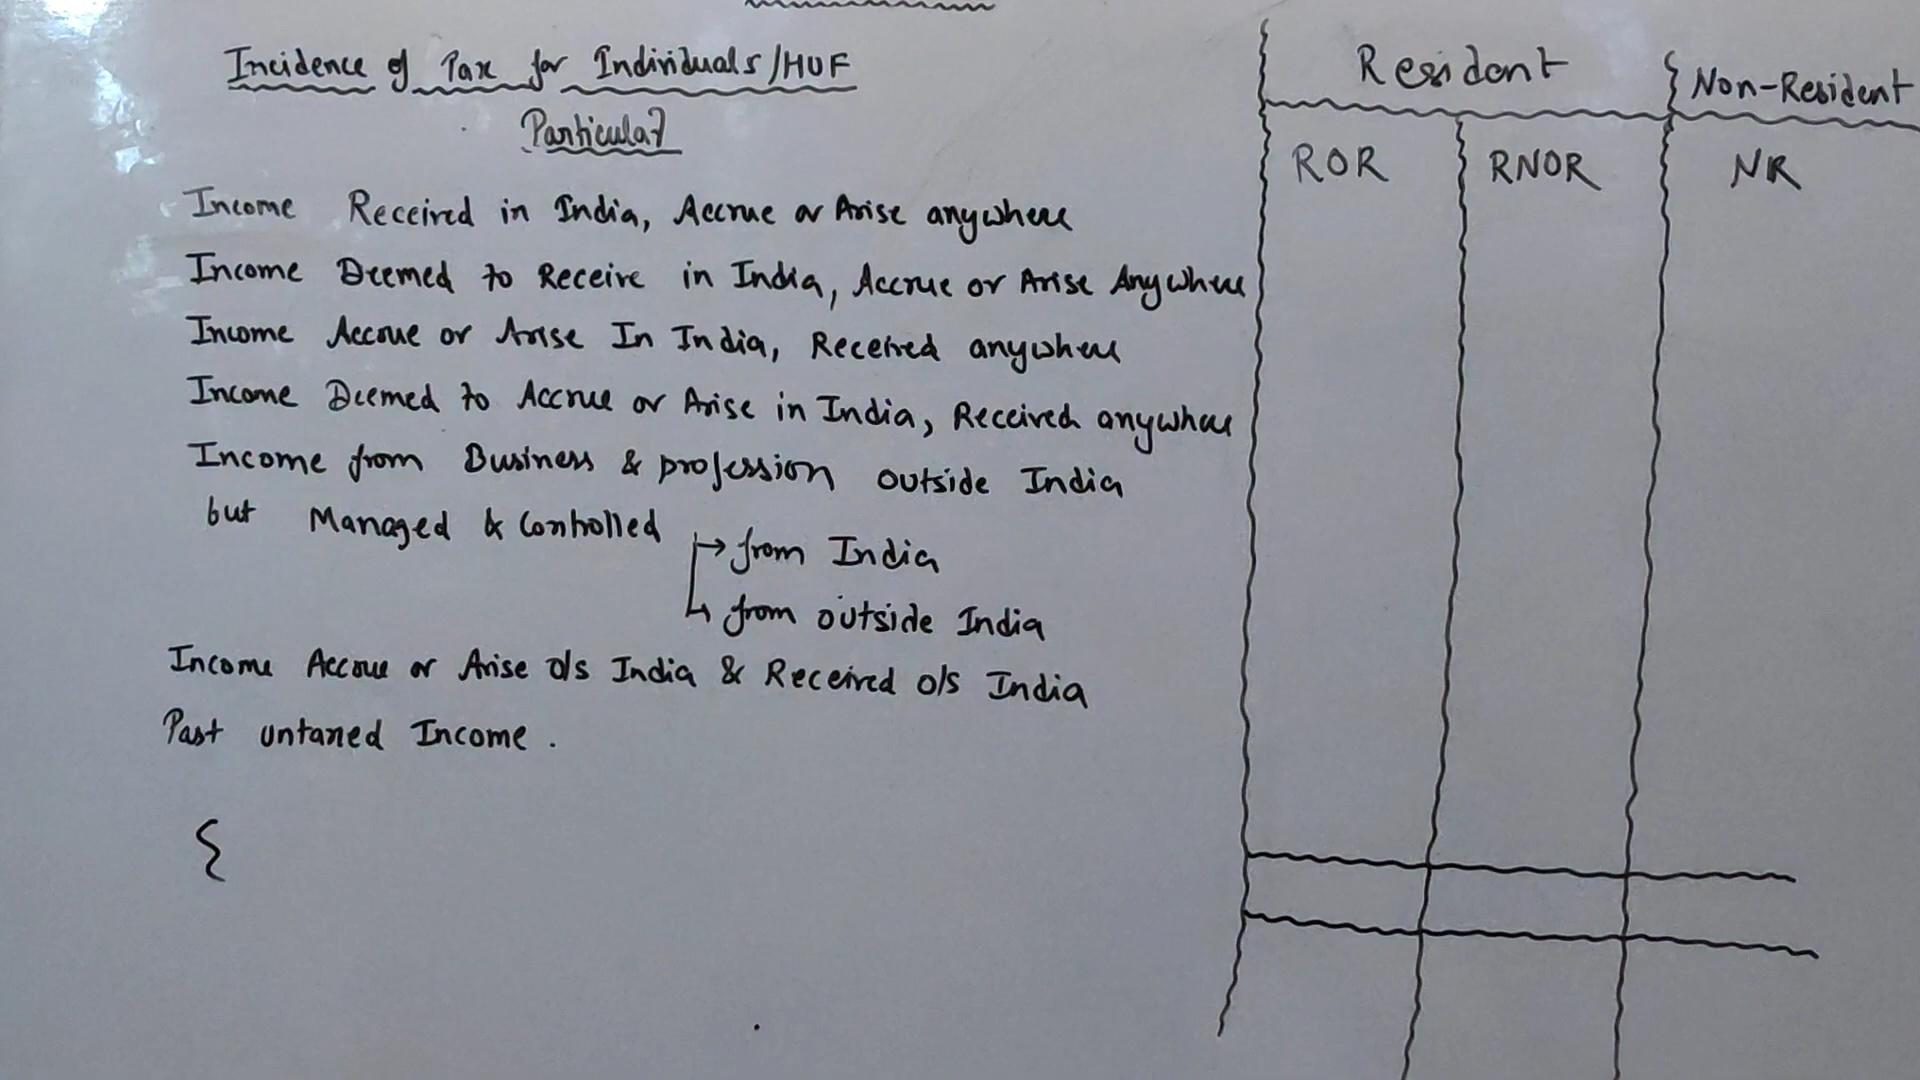 Incidence of Tax for Individuals/HUF
Particular
Resident
Non-Resident
ROR
RNOR
NR
Income Received in India, Accrue or Arise anywhere
Income Deemed to Receive in India, Accrue or Arise Anywhere
Income Accrue or Arise In India, Received anywhere
Income Deemed to Accrue or Arise in India, Received anywhere
Income from Business & profession outside India
but Managed & Controlled
→ from India
↳ from outside India
Income Accrue or Arise o/s India & Received o/s India
Past untaxed Income.